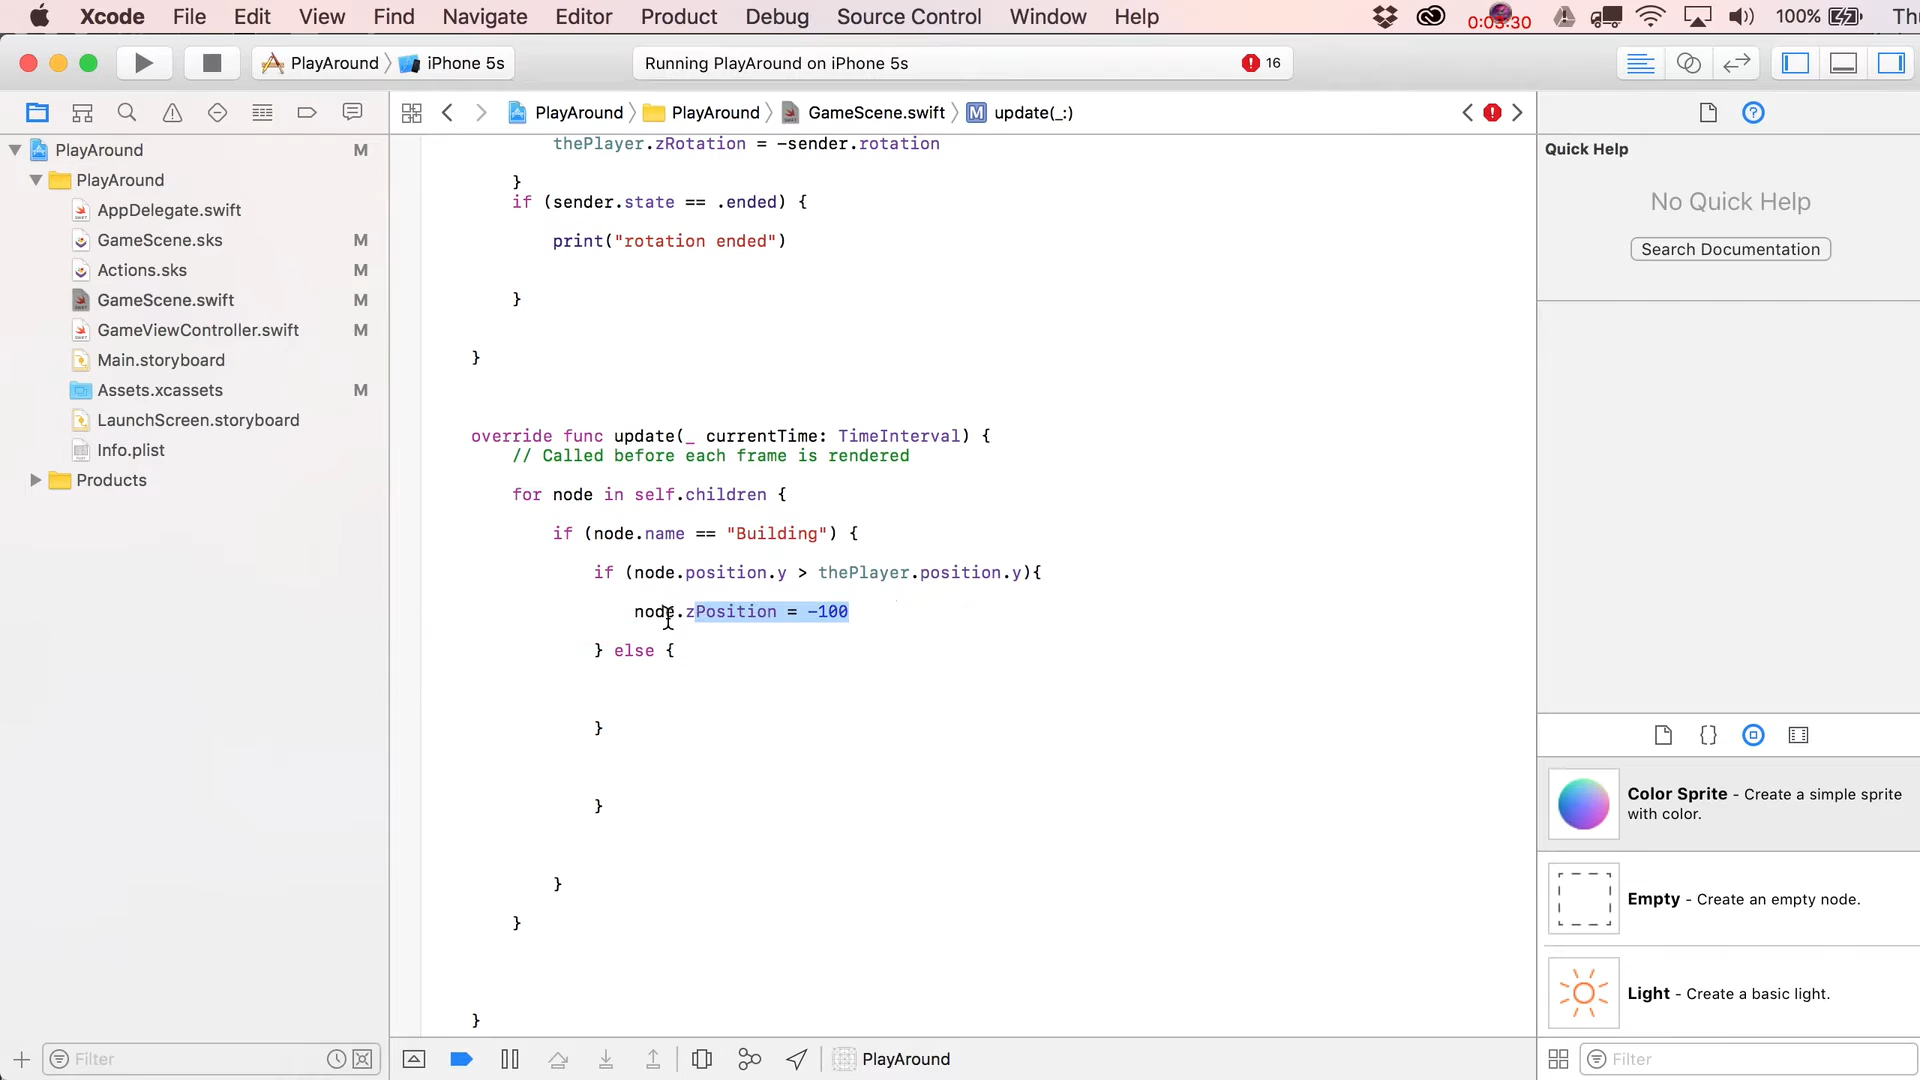 Xcode File Edit View Find Navigate Editor Product Debug Source Control Window Help 0:03:30 100% Thu
PlayAround iPhone 5s Running PlayAround on iPhone 5s 16
PlayAround PlayAround GameScene.swift M update(_:)
PlayAround M
PlayAround
AppDelegate.swift
GameScene.sks M
Actions.sks M
GameScene.swift M
GameViewController.swift M
Main.storyboard
Assets.xcassets M
LaunchScreen.storyboard
Info.plist
Products
Filter
thePlayer.zRotation = -sender.rotation
}
if (sender.state == .ended) {
print("rotation ended")
}
}
override func update(_ currentTime: TimeInterval) {
// Called before each frame is rendered
for node in self.children {
if (node.name == "Building") {
if (node.position.y > thePlayer.position.y){
node.zPosition = -100
} else {
}
}
}
}
}
PlayAround
Quick Help
No Quick Help
Search Documentation
Color Sprite - Create a simple sprite
with color.
Empty - Create an empty node.
Light - Create a basic light.
Filter